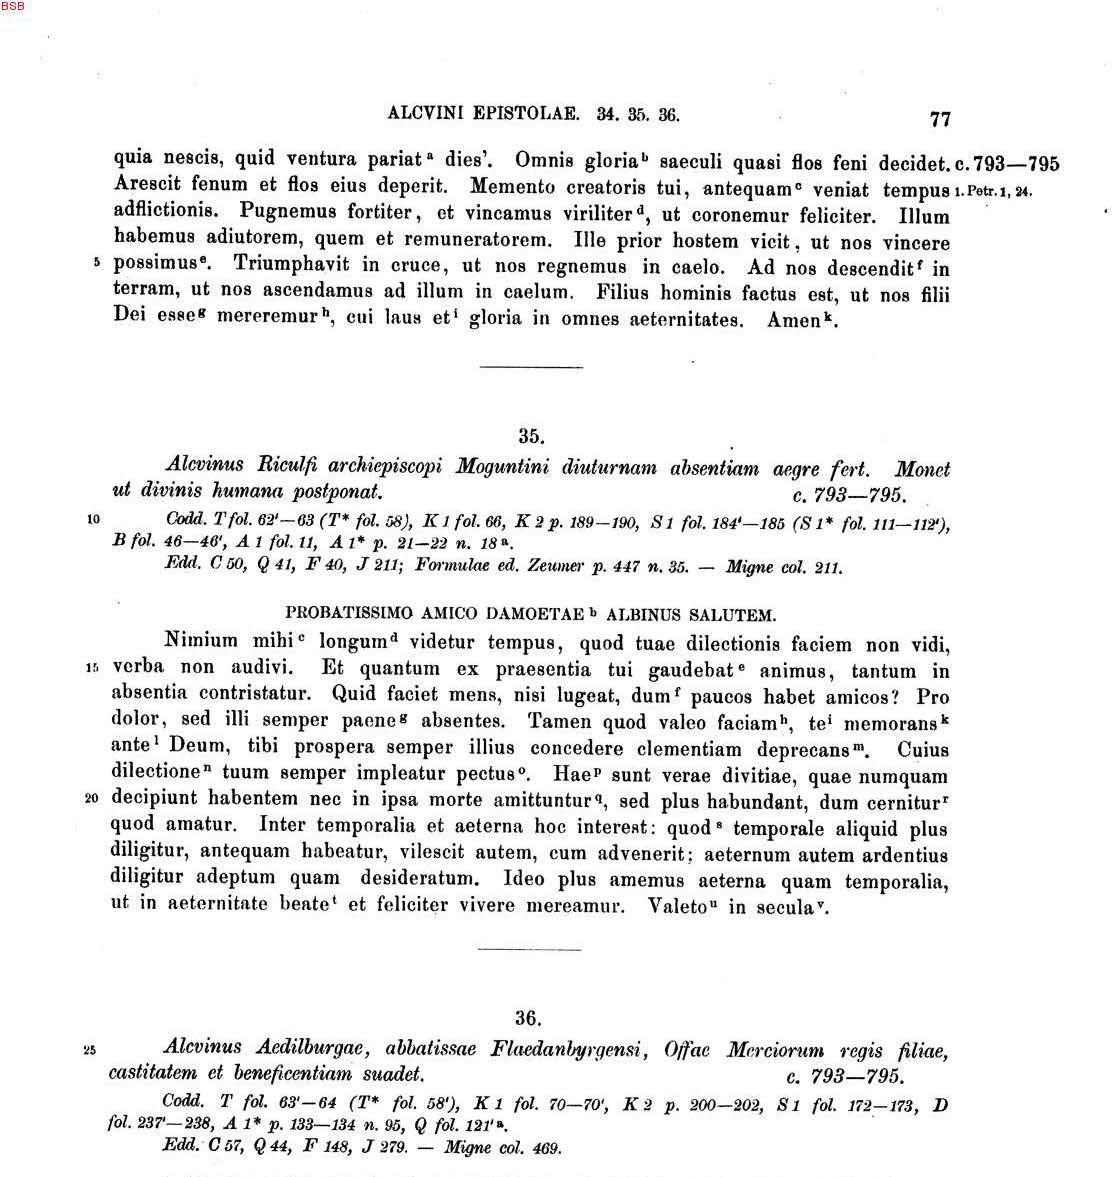 BSB
ALCVINI EPISTOLAE. 34. 35. 36. 77
quia nescis, quid ventura pariat a dies'. Omnis gloria b saeculi quasi flos feni decidet. c. 793—795
Arescit fenum et flos eius deperit. Memento creatoris tui, antequam c veniat tempus 1. Petr. 1, 24.
adflictionis. Pugnemus fortiter, et vincamus viriliter d, ut coronemur feliciter. Illum
habemus adiutorem, quem et remuneratorem. Ille prior hostem vicit, ut nos vincere
5 possimus e. Triumphavit in cruce, ut nos regnemus in caelo. Ad nos descendit f in
terram, ut nos ascendamus ad illum in caelum. Filius hominis factus est, ut nos filii
Dei esse g mereremur h, cui laus et i gloria in omnes aeternitates. Amen k.
35.
Alcvinus Riculfi archiepiscopi Moguntini diuturnam absentiam aegre fert. Monet
ut divinis humana postponat. c. 793—795.
10 Codd. T fol. 62'—63 (T* fol. 58), K 1 fol. 66, K 2 p. 189—190, S 1 fol. 184'—185 (S 1* fol. 111—112'),
B fol. 46—46', A 1 fol. 11, A 1* p. 21—22 n. 18 a.
Edd. C 50, Q 41, F 40, J 211; Formulae ed. Zeumer p. 447 n. 35. — Migne col. 211.
PROBATISSIMO AMICO DAMOETAE b ALBINUS SALUTEM.
Nimium mihi c longum d videtur tempus, quod tuae dilectionis faciem non vidi,
15 verba non audivi. Et quantum ex praesentia tui gaudebat e animus, tantum in
absentia contristatur. Quid faciet mens, nisi lugeat, dum f paucos habet amicos? Pro
dolor, sed illi semper paene g absentes. Tamen quod valeo faciam h, te i memorans k
ante l Deum, tibi prospera semper illius concedere clementiam deprecans m. Cuius
dilectione n tuum semper impleatur pectus o. Hae p sunt verae divitiae, quae numquam
20 decipiunt habentem nec in ipsa morte amittuntur q, sed plus habundant, dum cernitur r
quod amatur. Inter temporalia et aeterna hoc interest: quod s temporale aliquid plus
diligitur, antequam habeatur, vilescit autem, cum advenerit; aeternum autem ardentius
diligitur adeptum quam desideratum. Ideo plus amemus aeterna quam temporalia,
ut in aeternitate beate t et feliciter vivere mereamur. Valeto u in secula v.
36.
25 Alcvinus Aedilburgae, abbatissae Flaedanbyrgensi, Offae Merciorum regis filiae,
castitatem et beneficentiam suadet. c. 793—795.
Codd. T fol. 63'—64 (T* fol. 58'), K 1 fol. 70—70', K 2 p. 200—202, S 1 fol. 172—173, D
fol. 237'—238, A 1* p. 133—134 n. 95, Q fol. 121' a.
Edd. C 57, Q 44, F 148, J 279. — Migne col. 469.